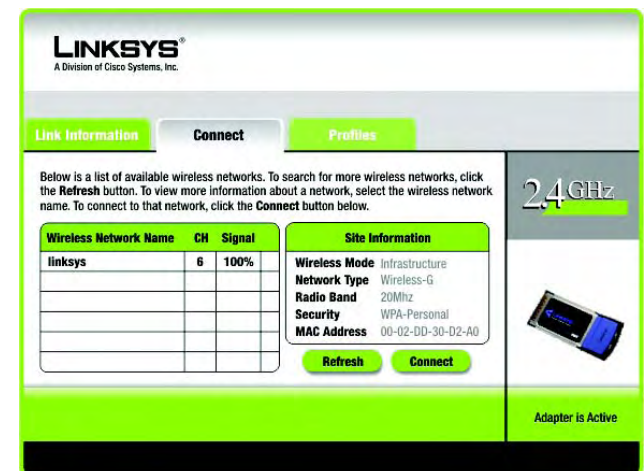 LINKSYS®
A Division of Cisco Systems, Inc.
Link Information Connect Profiles
Below is a list of available wireless networks. To search for more wireless networks, click
the Refresh button. To view more information about a network, select the wireless network
name. To connect to that network, click the Connect button below.
2.4GHz
Wireless Network Name CH Signal
linksys 6 100%
Site Information
Wireless Mode Infrastructure
Network Type Wireless-G
Radio Band 20Mhz
Security WPA-Personal
MAC Address 00-02-DD-30-D2-A0
Refresh Connect
Adapter is Active